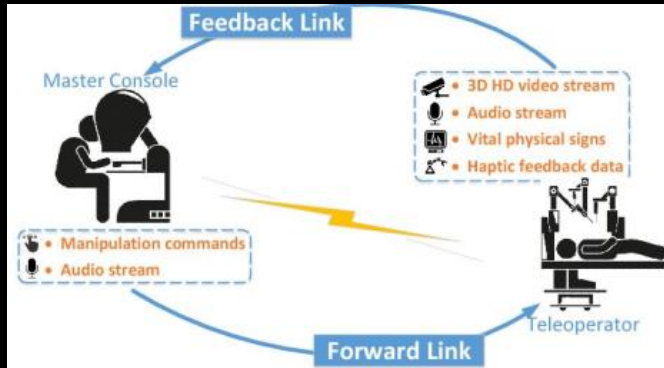 Feedback Link
Master Console
• 3D HD video stream
• Audio stream
• Vital physical signs
• Haptic feedback data
• Manipulation commands
• Audio stream
Teleoperator
Forward Link